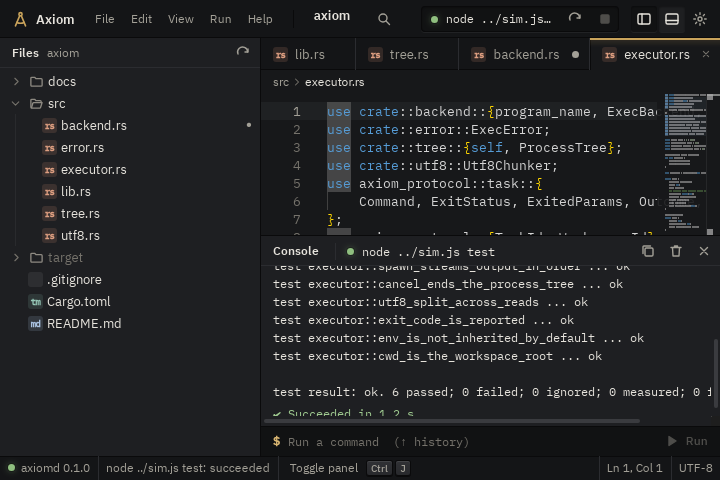 Axiom File Edit View Run Help axiom node ../sim.js…
Files axiom
docs
src
backend.rs
error.rs
executor.rs
lib.rs
tree.rs
utf8.rs
target
.gitignore
Cargo.toml
README.md
lib.rs tree.rs backend.rs executor.rs
src executor.rs
1 use crate::backend::{program_name, ExecBac
2 use crate::error::ExecError;
3 use crate::tree::{self, ProcessTree};
4 use crate::utf8::Utf8Chunker;
5 use axiom_protocol::task::{
6 Command, ExitStatus, ExitedParams, Out
7 };
Console node ../sim.js test
test executor::spawn_streams_output_in_order ... ok
test executor::cancel_ends_the_process_tree ... ok
test executor::utf8_split_across_reads ... ok
test executor::exit_code_is_reported ... ok
test executor::env_is_not_inherited_by_default ... ok
test executor::cwd_is_the_workspace_root ... ok
test result: ok. 6 passed; 0 failed; 0 ignored; 0 measured; 0 f
✔ Succeeded in 1.2 s
$ Run a command (↑ history) Run
axiomd 0.1.0 node ../sim.js test: succeeded Toggle panel Ctrl J Ln 1, Col 1 UTF-8